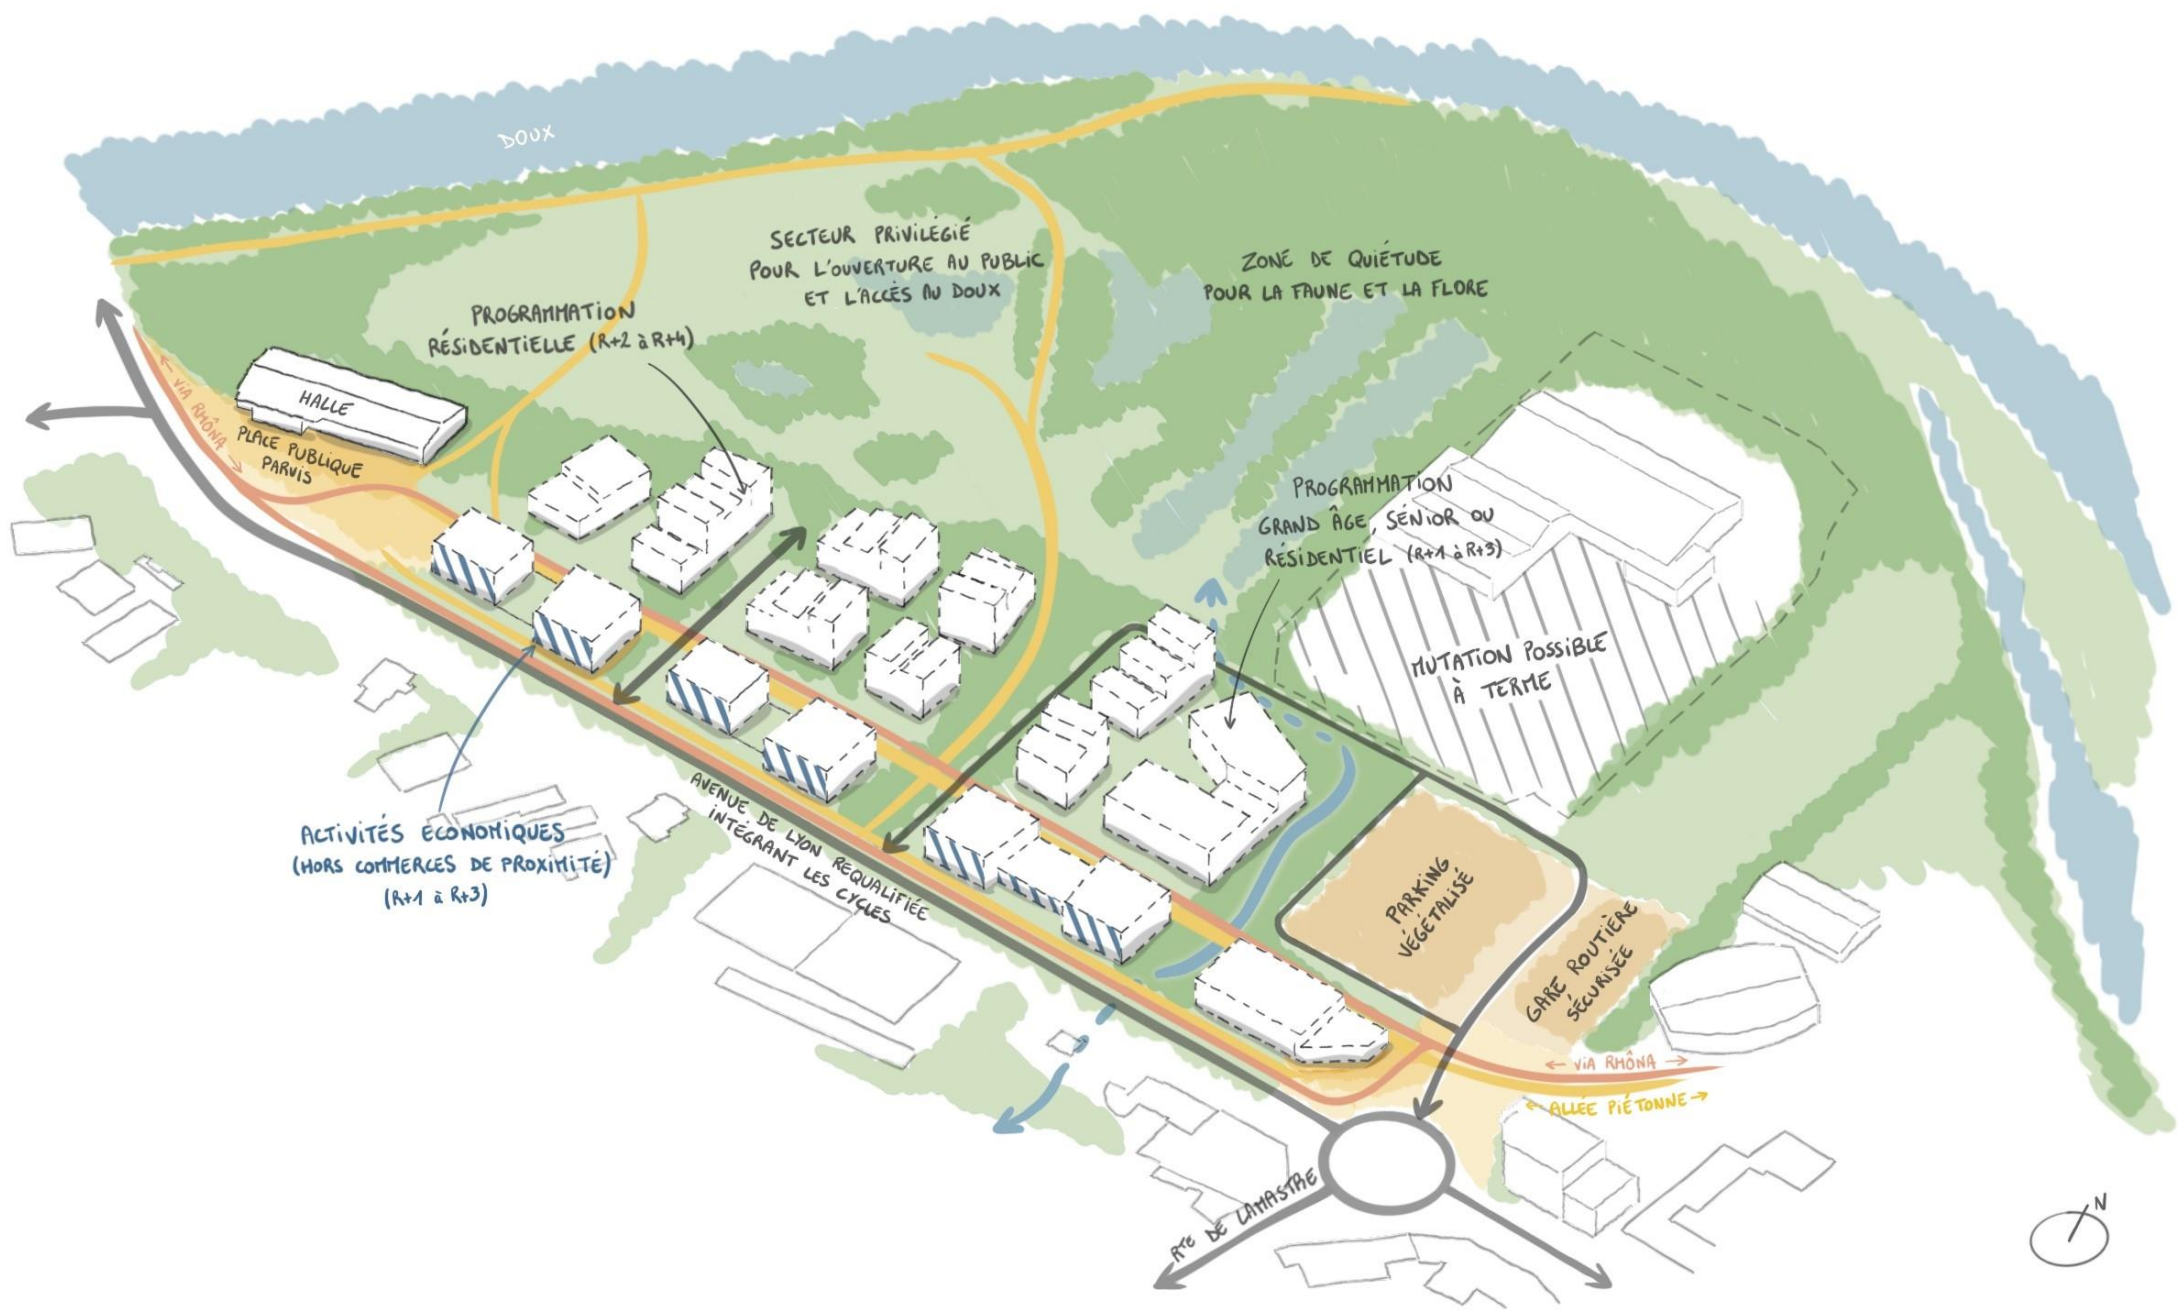 DOUX
SECTEUR PRIVILÉGIÉ
POUR L'OUVERTURE AU PUBLIC
ET L'ACCÈS AU DOUX
ZONE DE QUIÉTUDE
POUR LA FAUNE ET LA FLORE
PROGRAMMATION
RÉSIDENTIELLE (R+2 à R+4)
← VIA RHÔNA →
HALLE
PLACE PUBLIQUE
PARVIS
PROGRAMMATION
GRAND ÂGE, SÉNIOR OU
RÉSIDENTIEL (R+1 à R+3)
MUTATION POSSIBLE
À TERME
AVENUE DE LYON REQUALIFIÉE
INTÉGRANT LES CYCLES
ACTIVITÉS ÉCONOMIQUES
(HORS COMMERCES DE PROXIMITÉ)
(R+1 à R+3)
PARKING
VÉGÉTALISÉ
GARE ROUTIÈRE
SÉCURISÉE
← VIA RHÔNA →
← ALLÉE PIÉTONNE →
RTE DE LAMASTRE
N